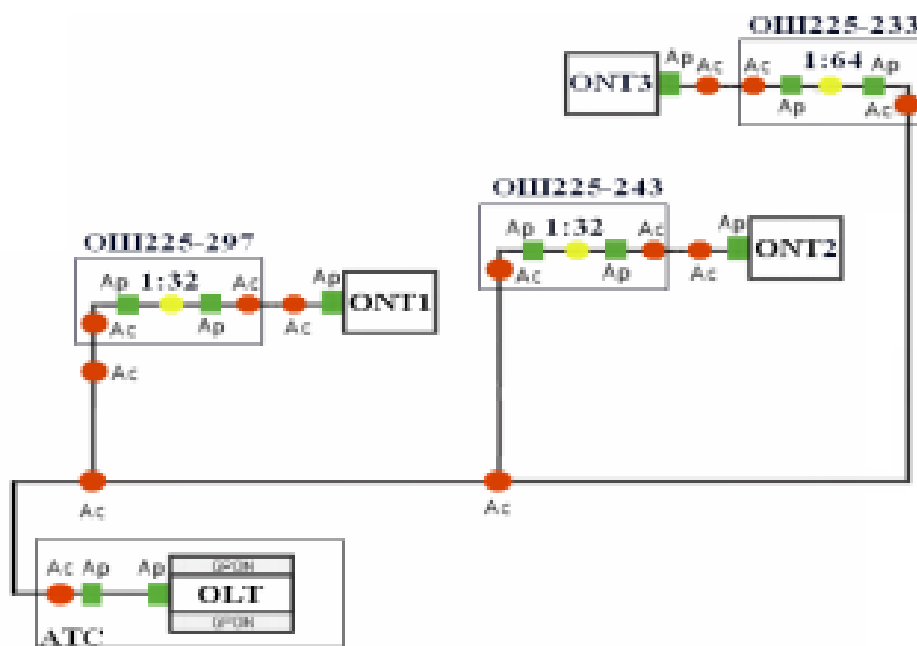 ОШ225-233
Ap Ac Ac 1:64 Ap
ONT3
Ap Ac
ОШ225-243
Ap 1:32 Ac Ap
ONT2
Ac Ap Ac
ОШ225-297
Ap 1:32 Ac Ap
ONT1
Ac Ap Ac
Ac
Ac
Ac
Ac Ap Ap
GPON
OLT
GPON
АТС